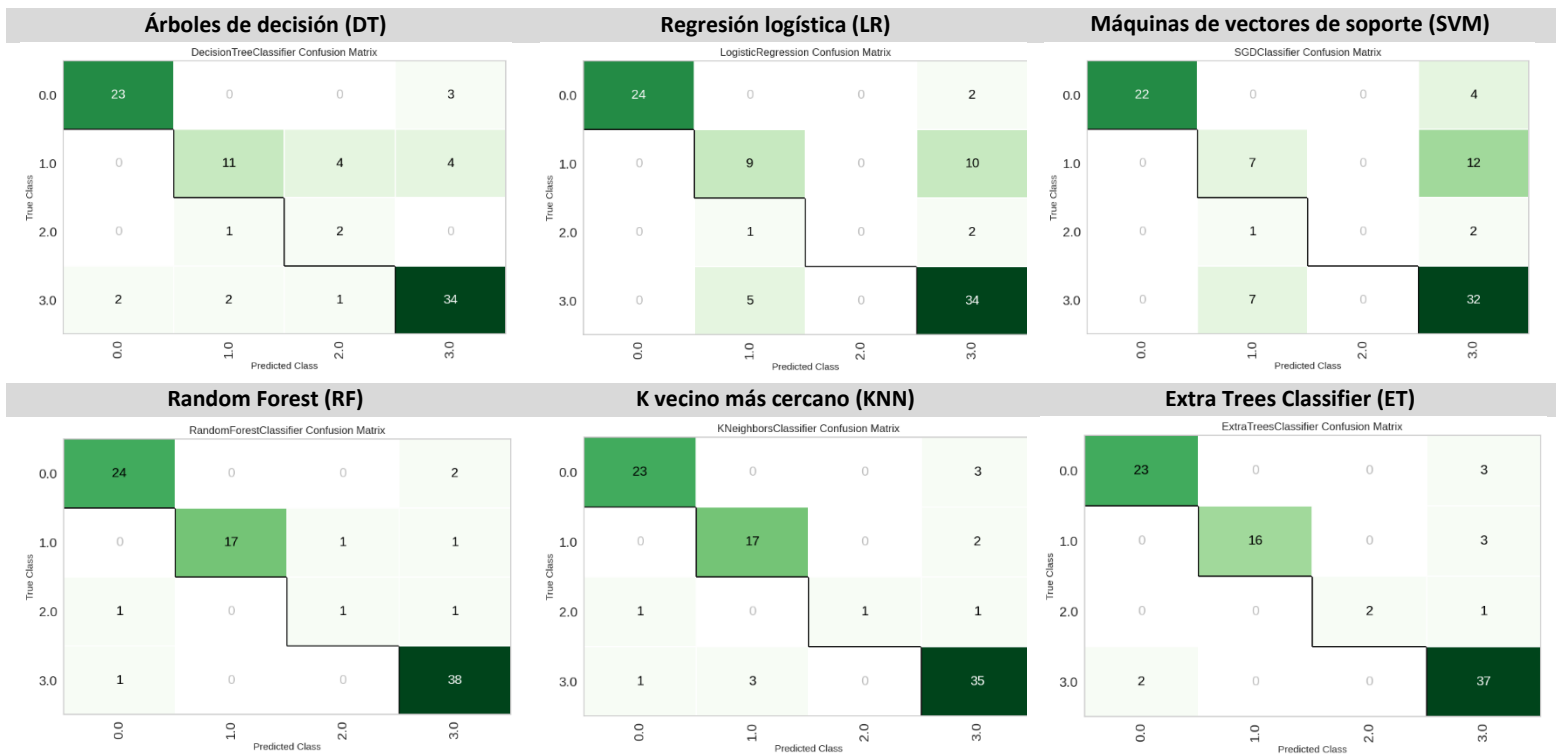 Árboles de decisión (DT)
Regresión logística (LR)
Máquinas de vectores de soporte (SVM)
DecisionTreeClassifier Confusion Matrix
True Class
0.0 23 0 0 3
1.0 0 11 4 4
2.0 0 1 2 0
3.0 2 2 1 34
0.0 1.0 2.0 3.0
Predicted Class
LogisticRegression Confusion Matrix
True Class
0.0 24 0 0 2
1.0 0 9 0 10
2.0 0 1 0 2
3.0 0 5 0 34
0.0 1.0 2.0 3.0
Predicted Class
SGDClassifier Confusion Matrix
True Class
0.0 22 0 0 4
1.0 0 7 0 12
2.0 0 1 0 2
3.0 0 7 0 32
0.0 1.0 2.0 3.0
Predicted Class
Random Forest (RF)
K vecino más cercano (KNN)
Extra Trees Classifier (ET)
RandomForestClassifier Confusion Matrix
True Class
0.0 24 0 0 2
1.0 0 17 1 1
2.0 1 0 1 1
3.0 1 0 0 38
0.0 1.0 2.0 3.0
Predicted Class
KNeighborsClassifier Confusion Matrix
True Class
0.0 23 0 0 3
1.0 0 17 0 2
2.0 1 0 1 1
3.0 1 3 0 35
0.0 1.0 2.0 3.0
Predicted Class
ExtraTreesClassifier Confusion Matrix
True Class
0.0 23 0 0 3
1.0 0 16 0 3
2.0 0 0 2 1
3.0 2 0 0 37
0.0 1.0 2.0 3.0
Predicted Class